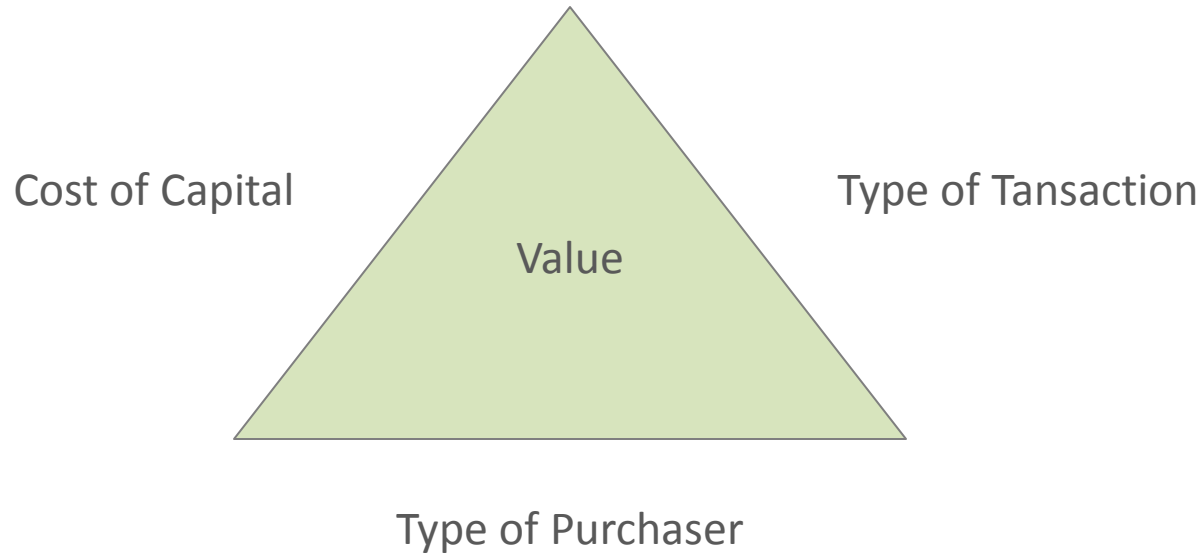 Cost of Capital
Type of Tansaction
Value
Type of Purchaser